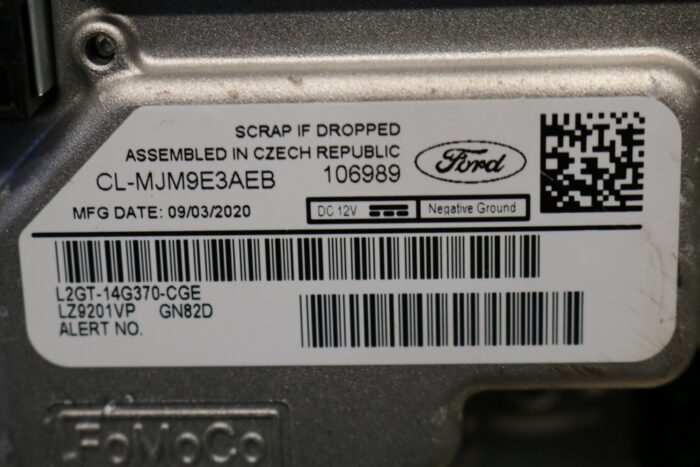 SCRAP IF DROPPED
ASSEMBLED IN CZECH REPUBLIC
Ford
CL-MJM9E3AEB 106989
MFG DATE: 09/03/2020
DC 12V Negative Ground
L2GT-14G370-CGE
LZ9201VP GN82D
ALERT NO.
FoMoCo